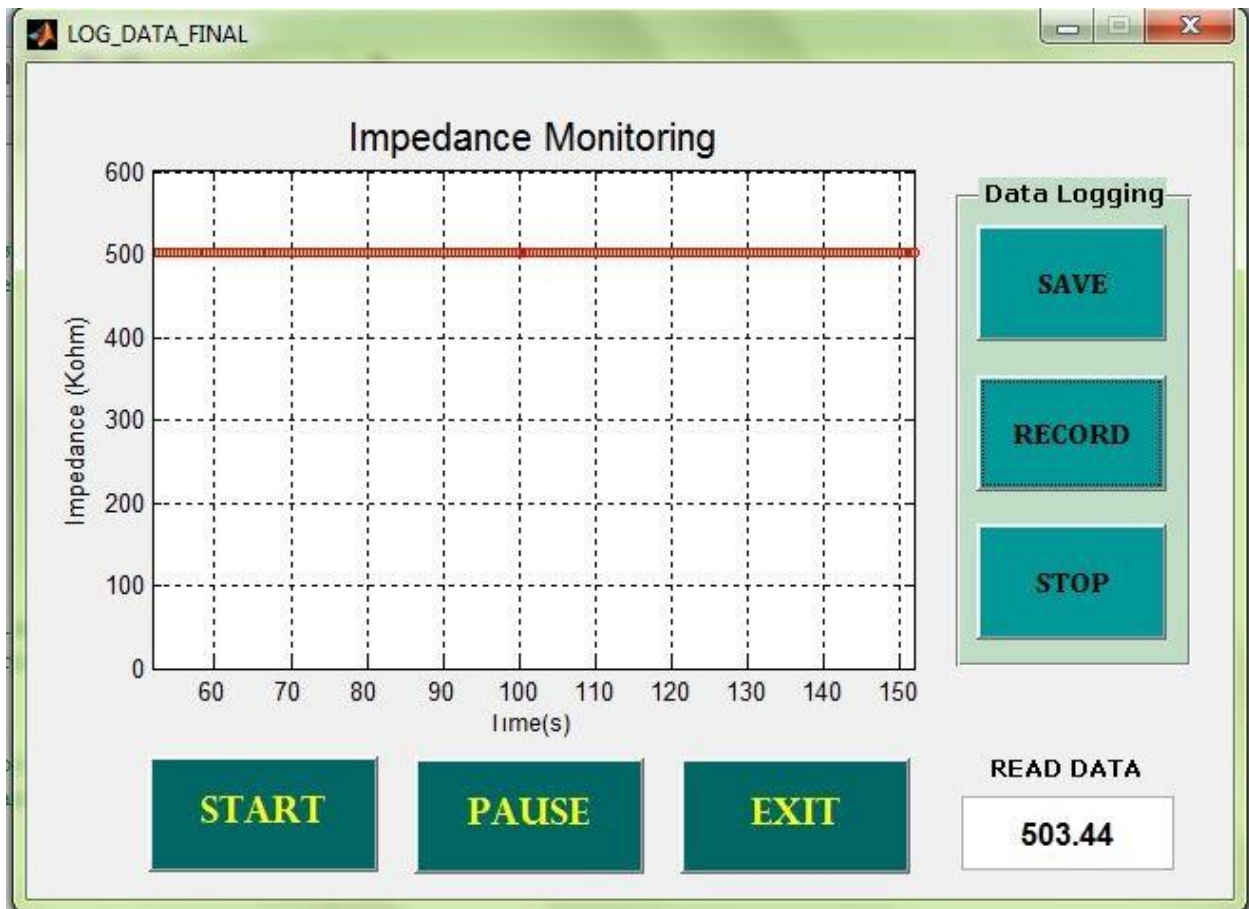 LOG_DATA_FINAL
Impedance Monitoring
600
500
400
300
200
100
0
Impedance (Kohm)
60 70 80 90 100 110 120 130 140 150
Time(s)
Data Logging
SAVE
RECORD
STOP
START PAUSE EXIT
READ DATA
503.44